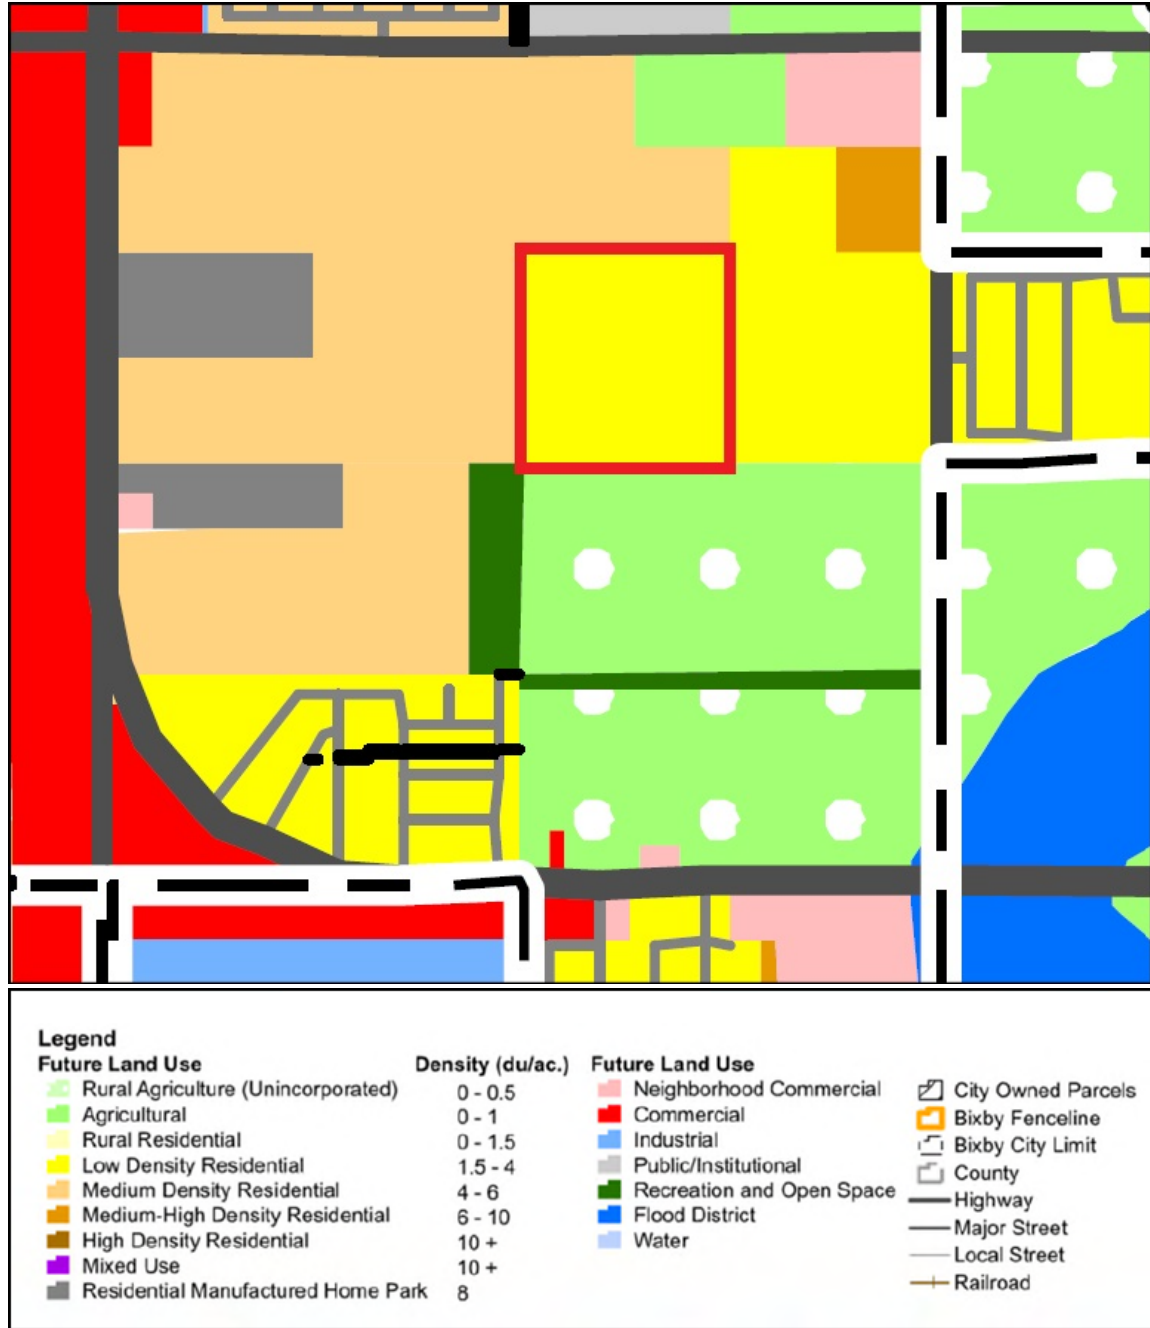 Legend
Future Land Use Density (du/ac.) Future Land Use
Rural Agriculture (Unincorporated) 0 - 0.5 Neighborhood Commercial City Owned Parcels
Agricultural 0 - 1 Commercial Bixby Fenceline
Rural Residential 0 - 1.5 Industrial Bixby City Limit
Low Density Residential 1.5 - 4 Public/Institutional County
Medium Density Residential 4 - 6 Recreation and Open Space Highway
Medium-High Density Residential 6 - 10 Flood District Major Street
High Density Residential 10 + Water Local Street
Mixed Use 10 + Railroad
Residential Manufactured Home Park 8